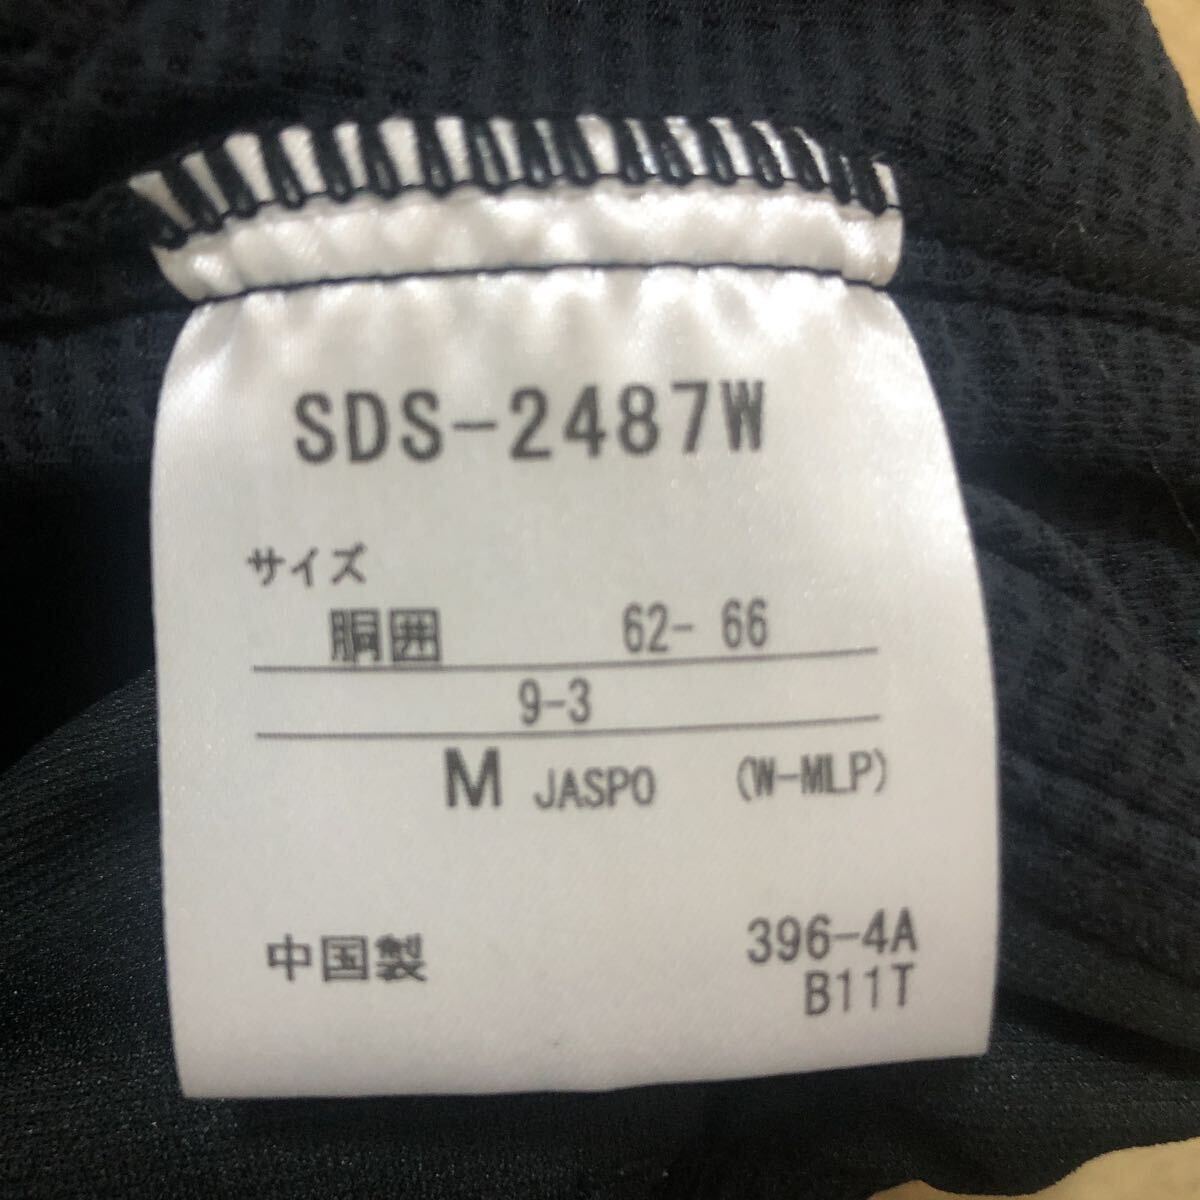 SDS-2487W
サイズ
胴囲 62- 66
9-3
M JASPO (W-MLP)
中国製 396-4A
B11T